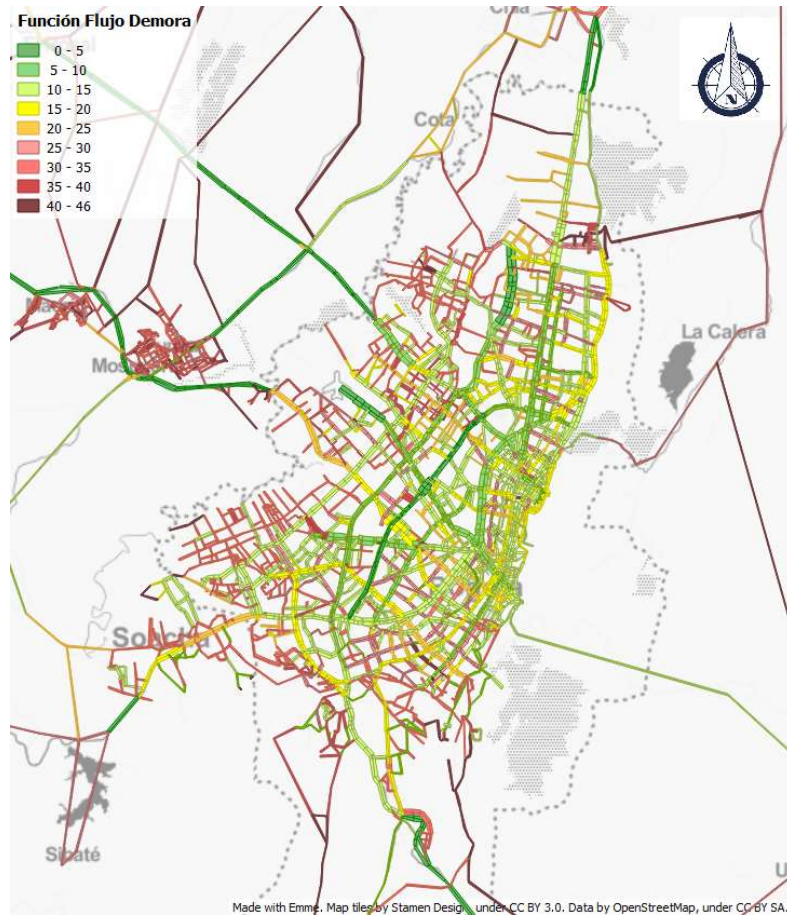 Función Flujo Demora
0 - 5
5 - 10
10 - 15
15 - 20
20 - 25
25 - 30
30 - 35
35 - 40
40 - 46
N
Cota
La Calera
Sibaté
Made with Emme. Map tiles by Stamen Design, under CC BY 3.0. Data by OpenStreetMap, under CC BY SA.